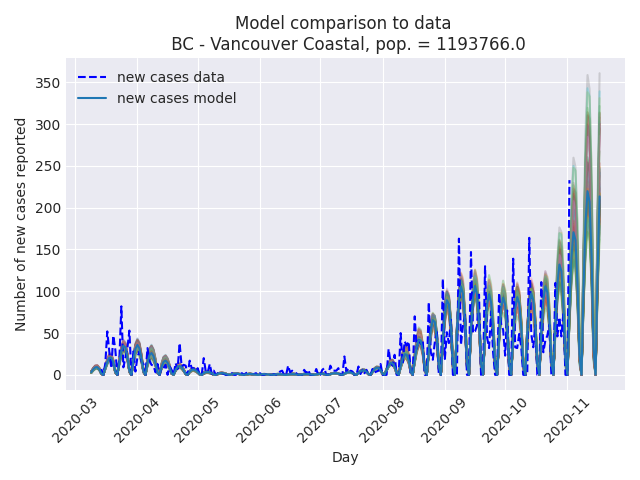 Model comparison to data
BC - Vancouver Coastal, pop. = 1193766.0
new cases data
new cases model
Number of new cases reported
350
300
250
200
150
100
50
0
2020-03
2020-04
2020-05
2020-06
2020-07
2020-08
2020-09
2020-10
2020-11
Day